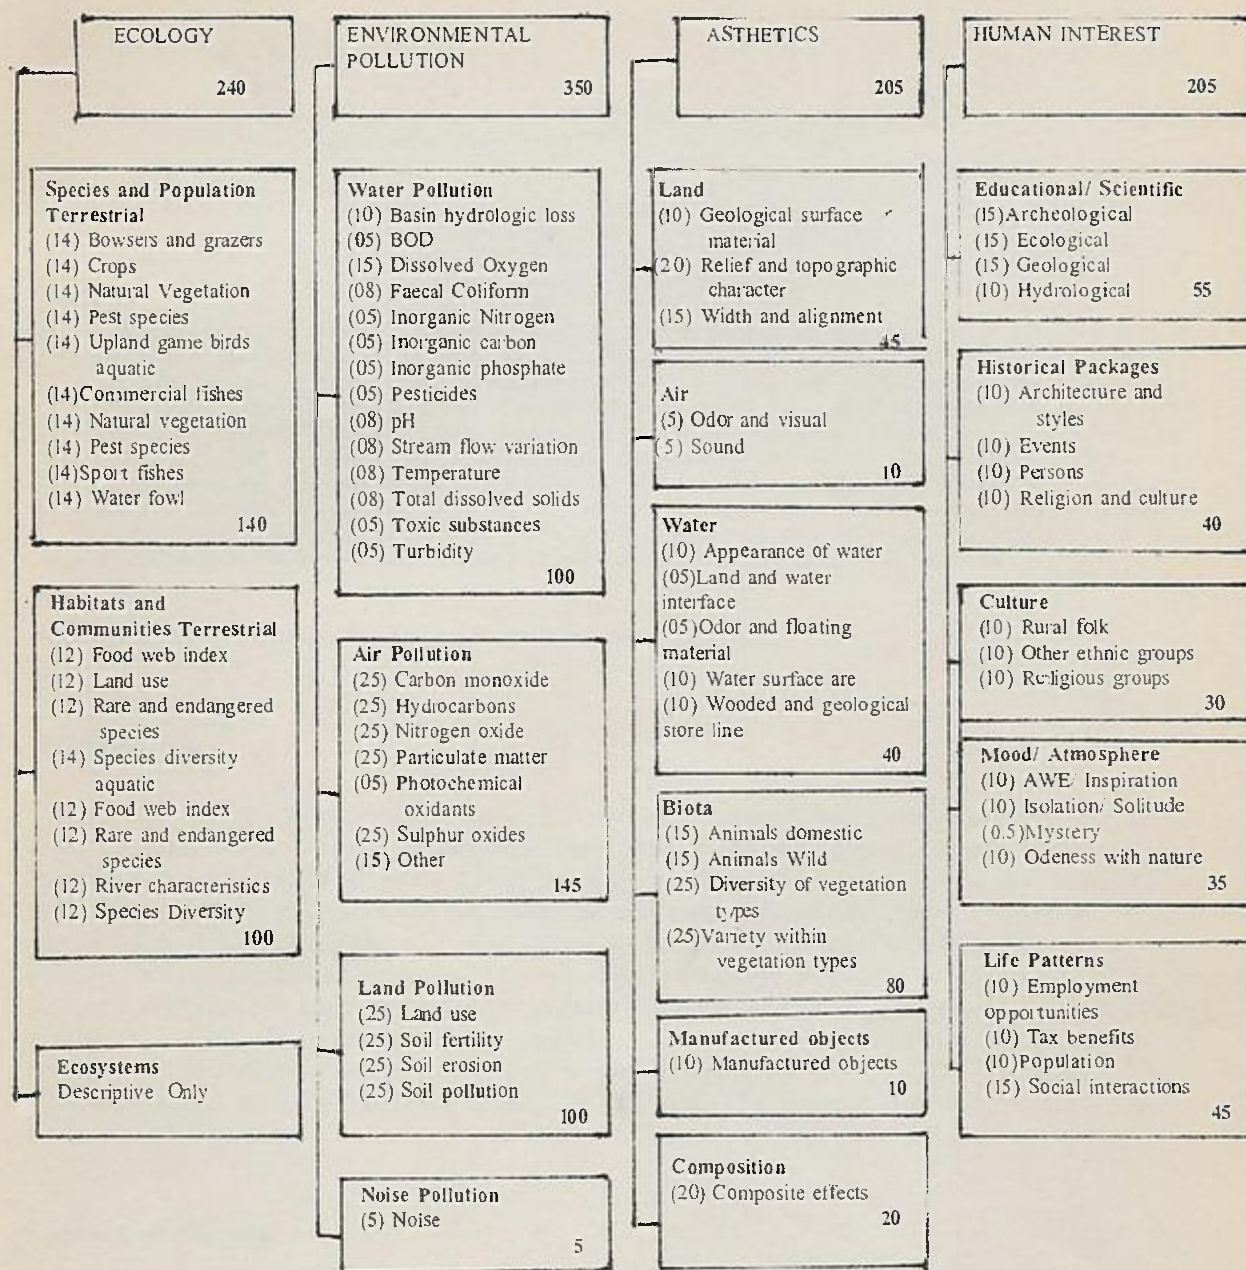 ECOLOGY
240
Species and Population
Terrestrial
(14) Bowsers and grazers
(14) Crops
(14) Natural Vegetation
(14) Pest species
(14) Upland game birds
aquatic
(14)Commercial fishes
(14) Natural vegetation
(14) Pest species
(14)Sport fishes
(14) Water fowl
140
Habitats and
Communities Terrestrial
(12) Food web index
(12) Land use
(12) Rare and endangered
species
(14) Species diversity
aquatic
(12) Food web index
(12) Rare and endangered
species
(12) River characteristics
(12) Species Diversity
100
Ecosystems
Descriptive Only
ENVIRONMENTAL
POLLUTION
350
Water Pollution
(10) Basin hydrologic loss
(05) BOD
(15) Dissolved Oxygen
(08) Faecal Coliform
(05) Inorganic Nitrogen
(05) Inorganic carbon
(05) Inorganic phosphate
(05) Pesticides
(08) pH
(08) Stream flow variation
(08) Temperature
(08) Total dissolved solids
(05) Toxic substances
(05) Turbidity
100
Air Pollution
(25) Carbon monoxide
(25) Hydrocarbons
(25) Nitrogen oxide
(25) Particulate matter
(05) Photochemical
oxidants
(25) Sulphur oxides
(15) Other
145
Land Pollution
(25) Land use
(25) Soil fertility
(25) Soil erosion
(25) Soil pollution
100
Noise Pollution
(5) Noise
5
ASTHETICS
205
Land
(10) Geological surface
material
(20) Relief and topographic
character
(15) Width and alignment
45
Air
(5) Odor and visual
(5) Sound
10
Water
(10) Appearance of water
(05)Land and water
interface
(05)Odor and floating
material
(10) Water surface are
(10) Wooded and geological
store line
40
Biota
(15) Animals domestic
(15) Animals Wild
(25) Diversity of vegetation
types
(25)Variety within
vegetation types
80
Manufactured objects
(10) Manufactured objects
10
Composition
(20) Composite effects
20
HUMAN INTEREST
205
Educational/ Scientific
(15)Archeological
(15) Ecological
(15) Geological
(10) Hydrological 55
Historical Packages
(10) Architecture and
styles
(10) Events
(10) Persons
(10) Religion and culture
40
Culture
(10) Rural folk
(10) Other ethnic groups
(10) Religious groups
30
Mood/ Atmosphere
(10) AWE/ Inspiration
(10) Isolation/ Solitude
(0.5)Mystery
(10) Odeness with nature
35
Life Patterns
(10) Employment
opportunities
(10) Tax benefits
(10)Population
(15) Social interactions
45